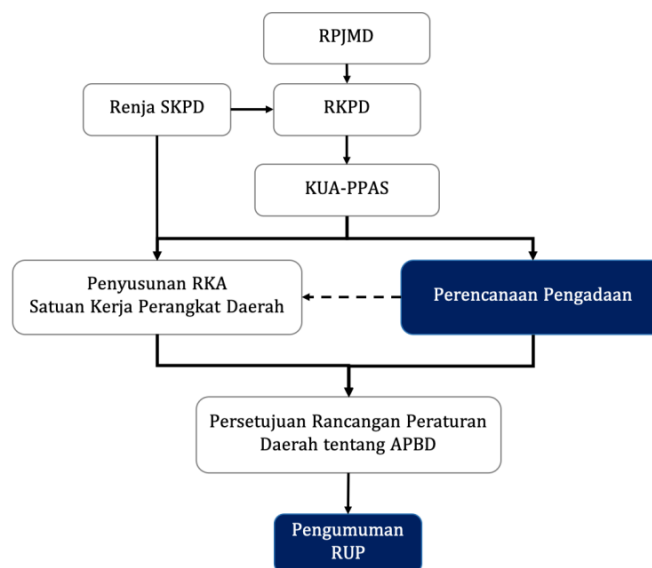 RPJMD
Renja SKPD
RKPD
KUA-PPAS
Penyusunan RKA
Satuan Kerja Perangkat Daerah
Perencanaan Pengadaan
Persetujuan Rancangan Peraturan
Daerah tentang APBD
Pengumuman
RUP